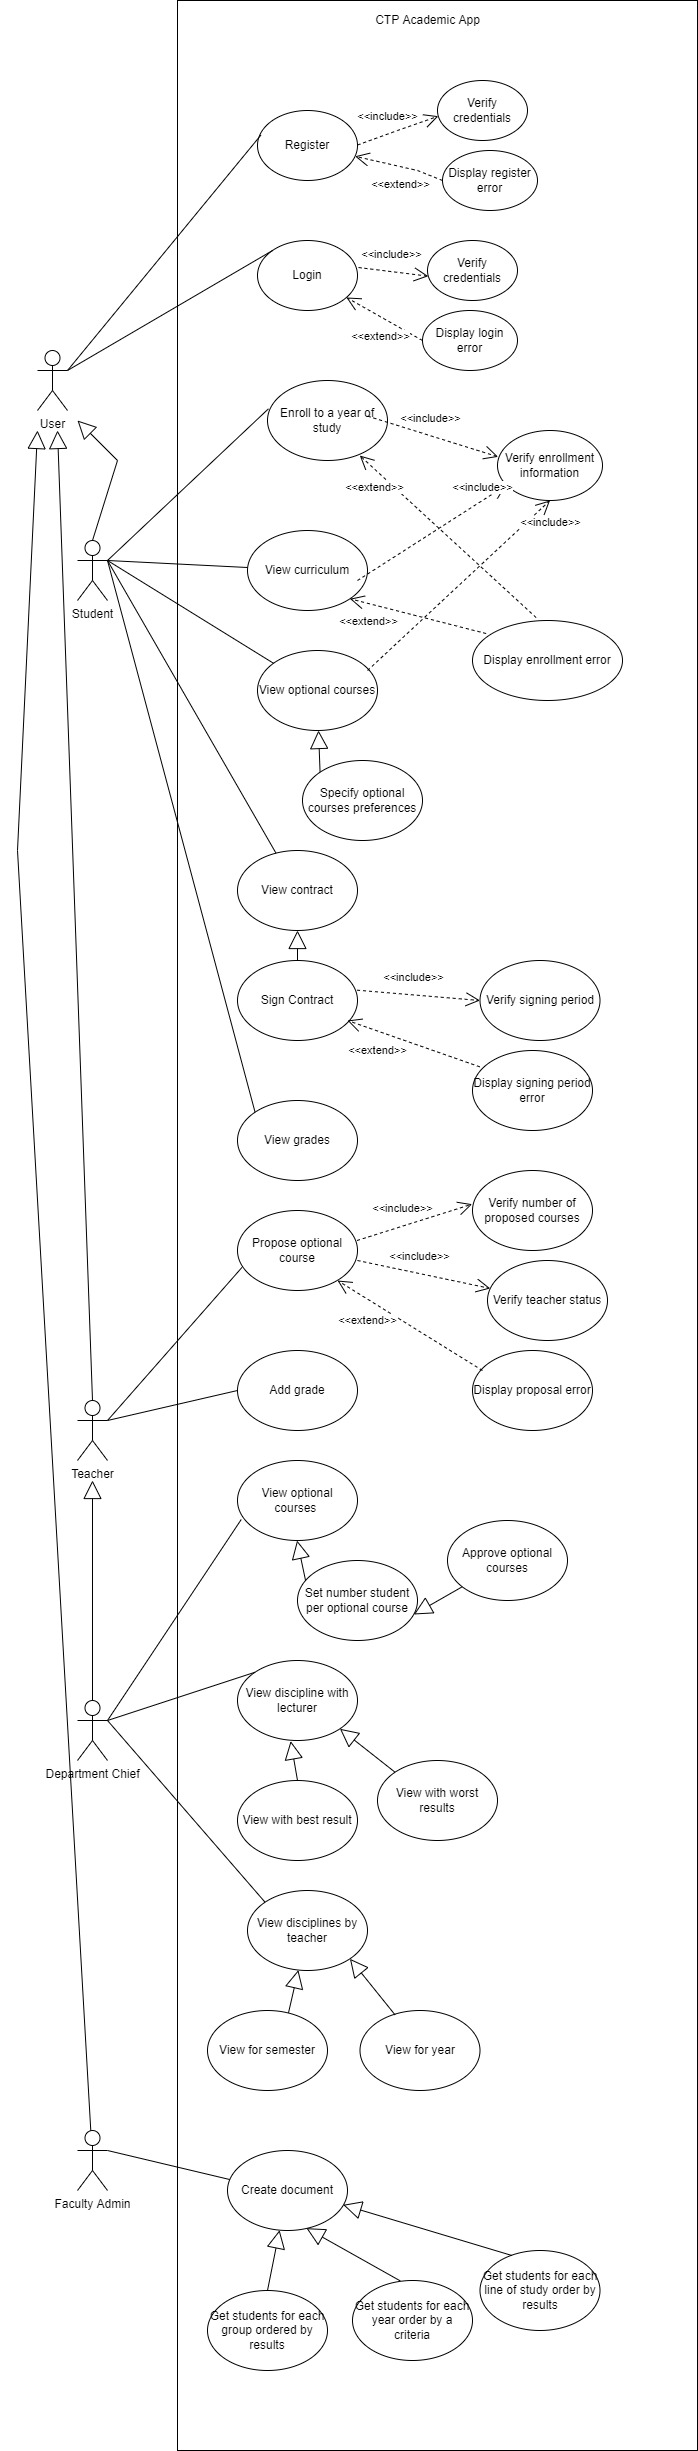 CTP Academic App
Register
<<include>>
Verify
credentials
Display register
error
<<extend>>
Login
<<include>>
Verify
credentials
<<extend>>
Display login
error
User
Enroll to a year of
study
<<include>>
Verify enrollment
information
<<extend>>
<<include>>
<<include>>
View curriculum
Student
<<extend>>
Display enrollment error
View optional courses
Specify optional
courses preferences
View contract
Sign Contract
<<include>>
Verify signing period
<<extend>>
Display signing period
error
View grades
Propose optional
course
<<include>>
Verify number of
proposed courses
<<include>>
Verify teacher status
<<extend>>
Display proposal error
Add grade
Teacher
View optional
courses
Set number student
per optional course
Approve optional
courses
View discipline with
lecturer
Department Chief
View with best result
View with worst
results
View disciplines by
teacher
View for semester
View for year
Faculty Admin
Create document
Get students for each
group ordered by
results
Get students for each
year order by a
criteria
Get students for each
line of study order by
results